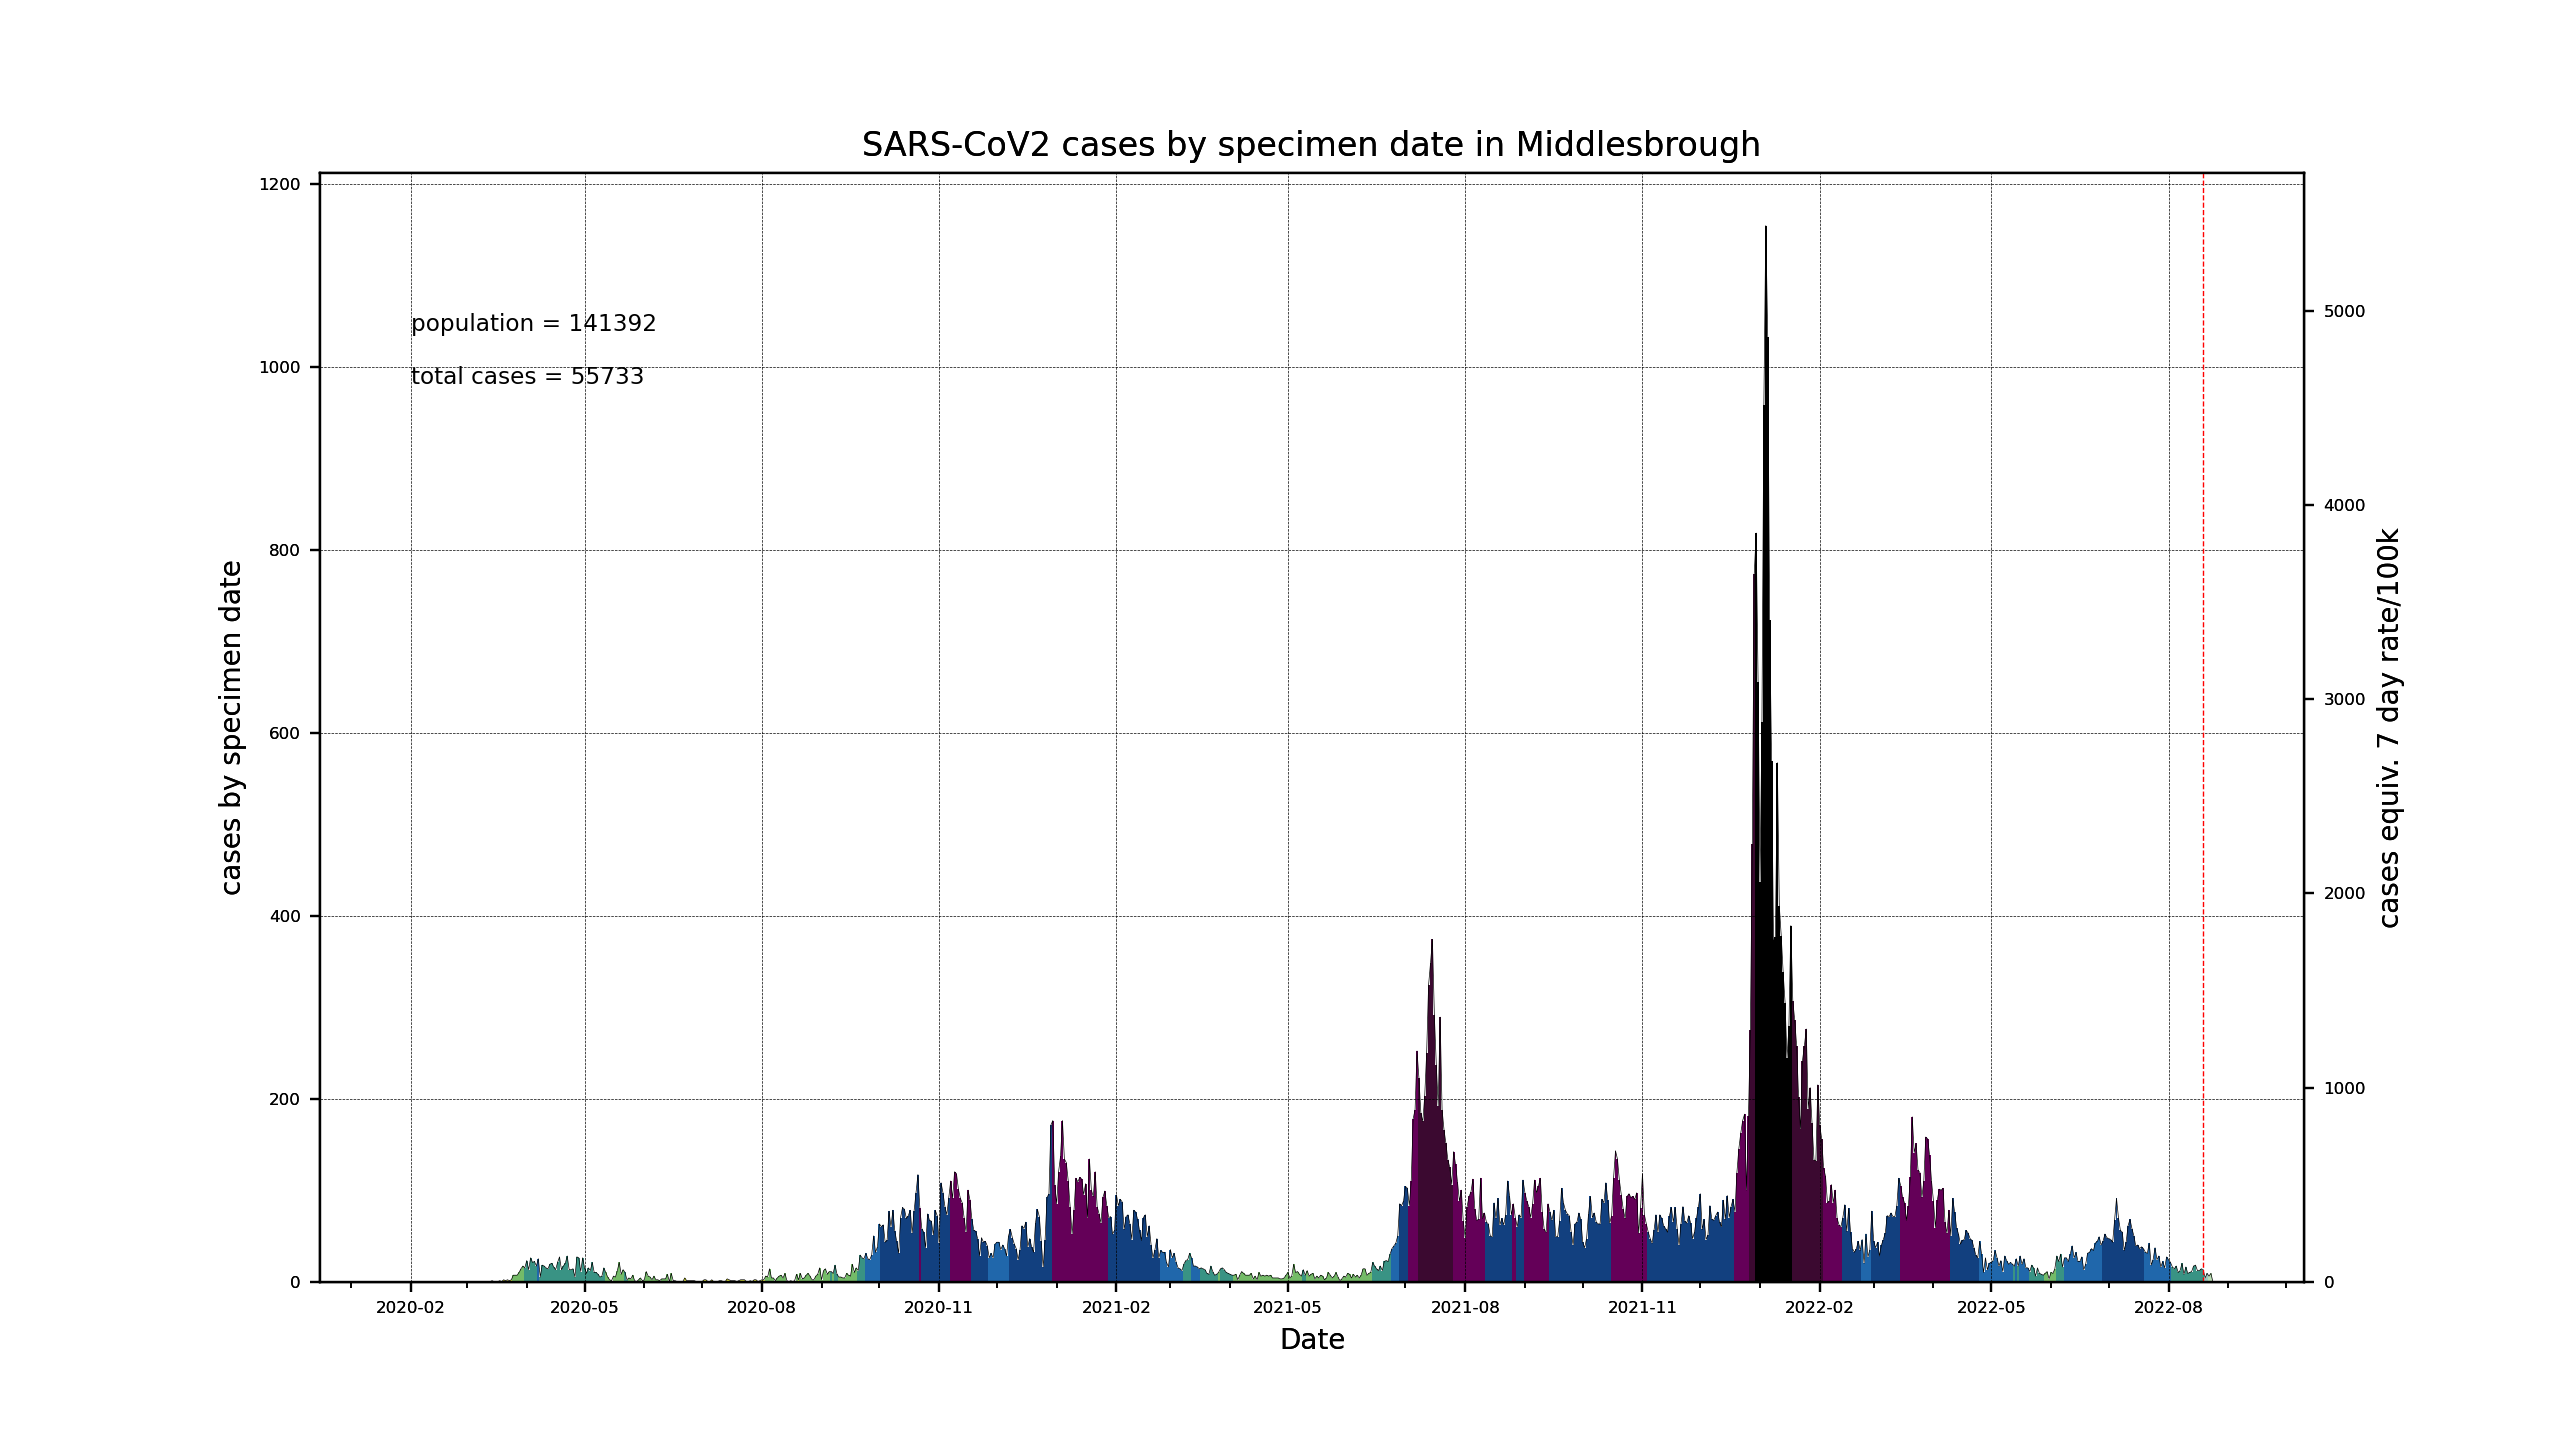 SARS-CoV2 cases by specimen date in Middlesbrough
population = 141392
total cases = 55733
cases by specimen date
1200
1000
800
600
400
200
0
cases equiv. 7 day rate/100k
5000
4000
3000
2000
1000
0
2020-02 2020-05 2020-08 2020-11 2021-02 2021-05 2021-08 2021-11 2022-02 2022-05 2022-08
Date